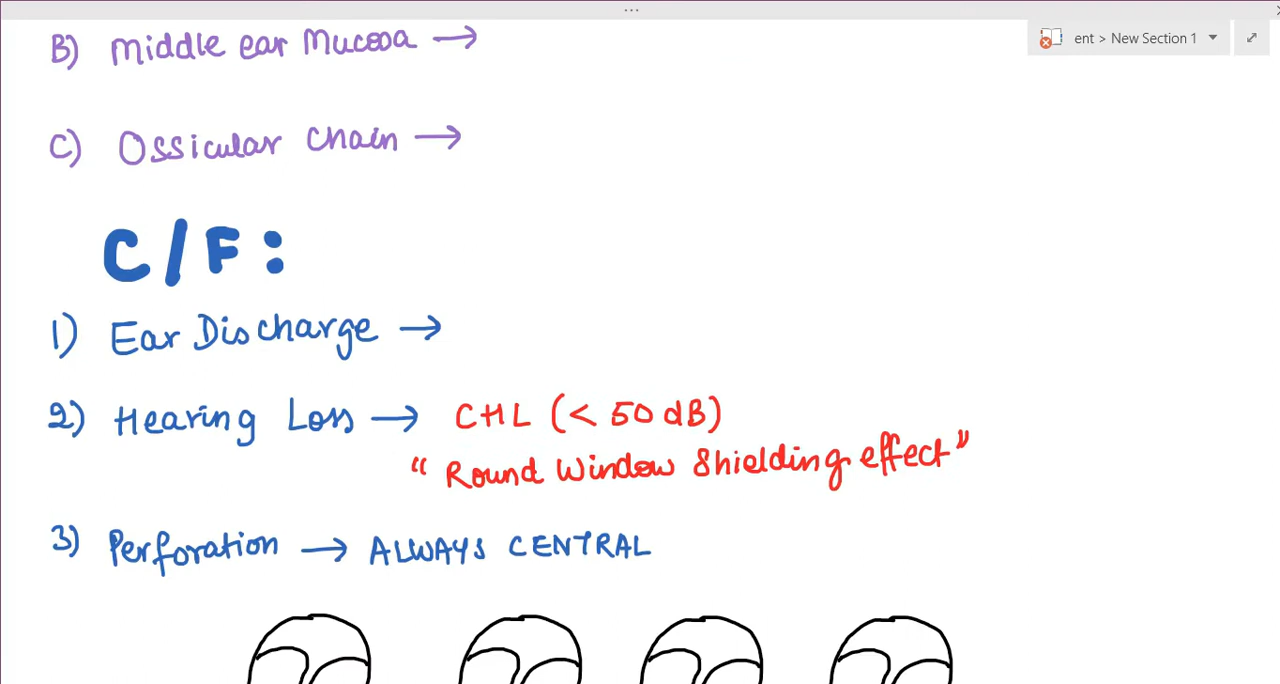 ...
B) Middle ear Mucosa →
ent > New Section 1
C) Ossicular Chain →
C/F:
1) Ear Discharge →
2) Hearing Loss → CHL (< 50 dB)
“ Round Window Shielding effect”
3) Perforation → ALWAYS CENTRAL